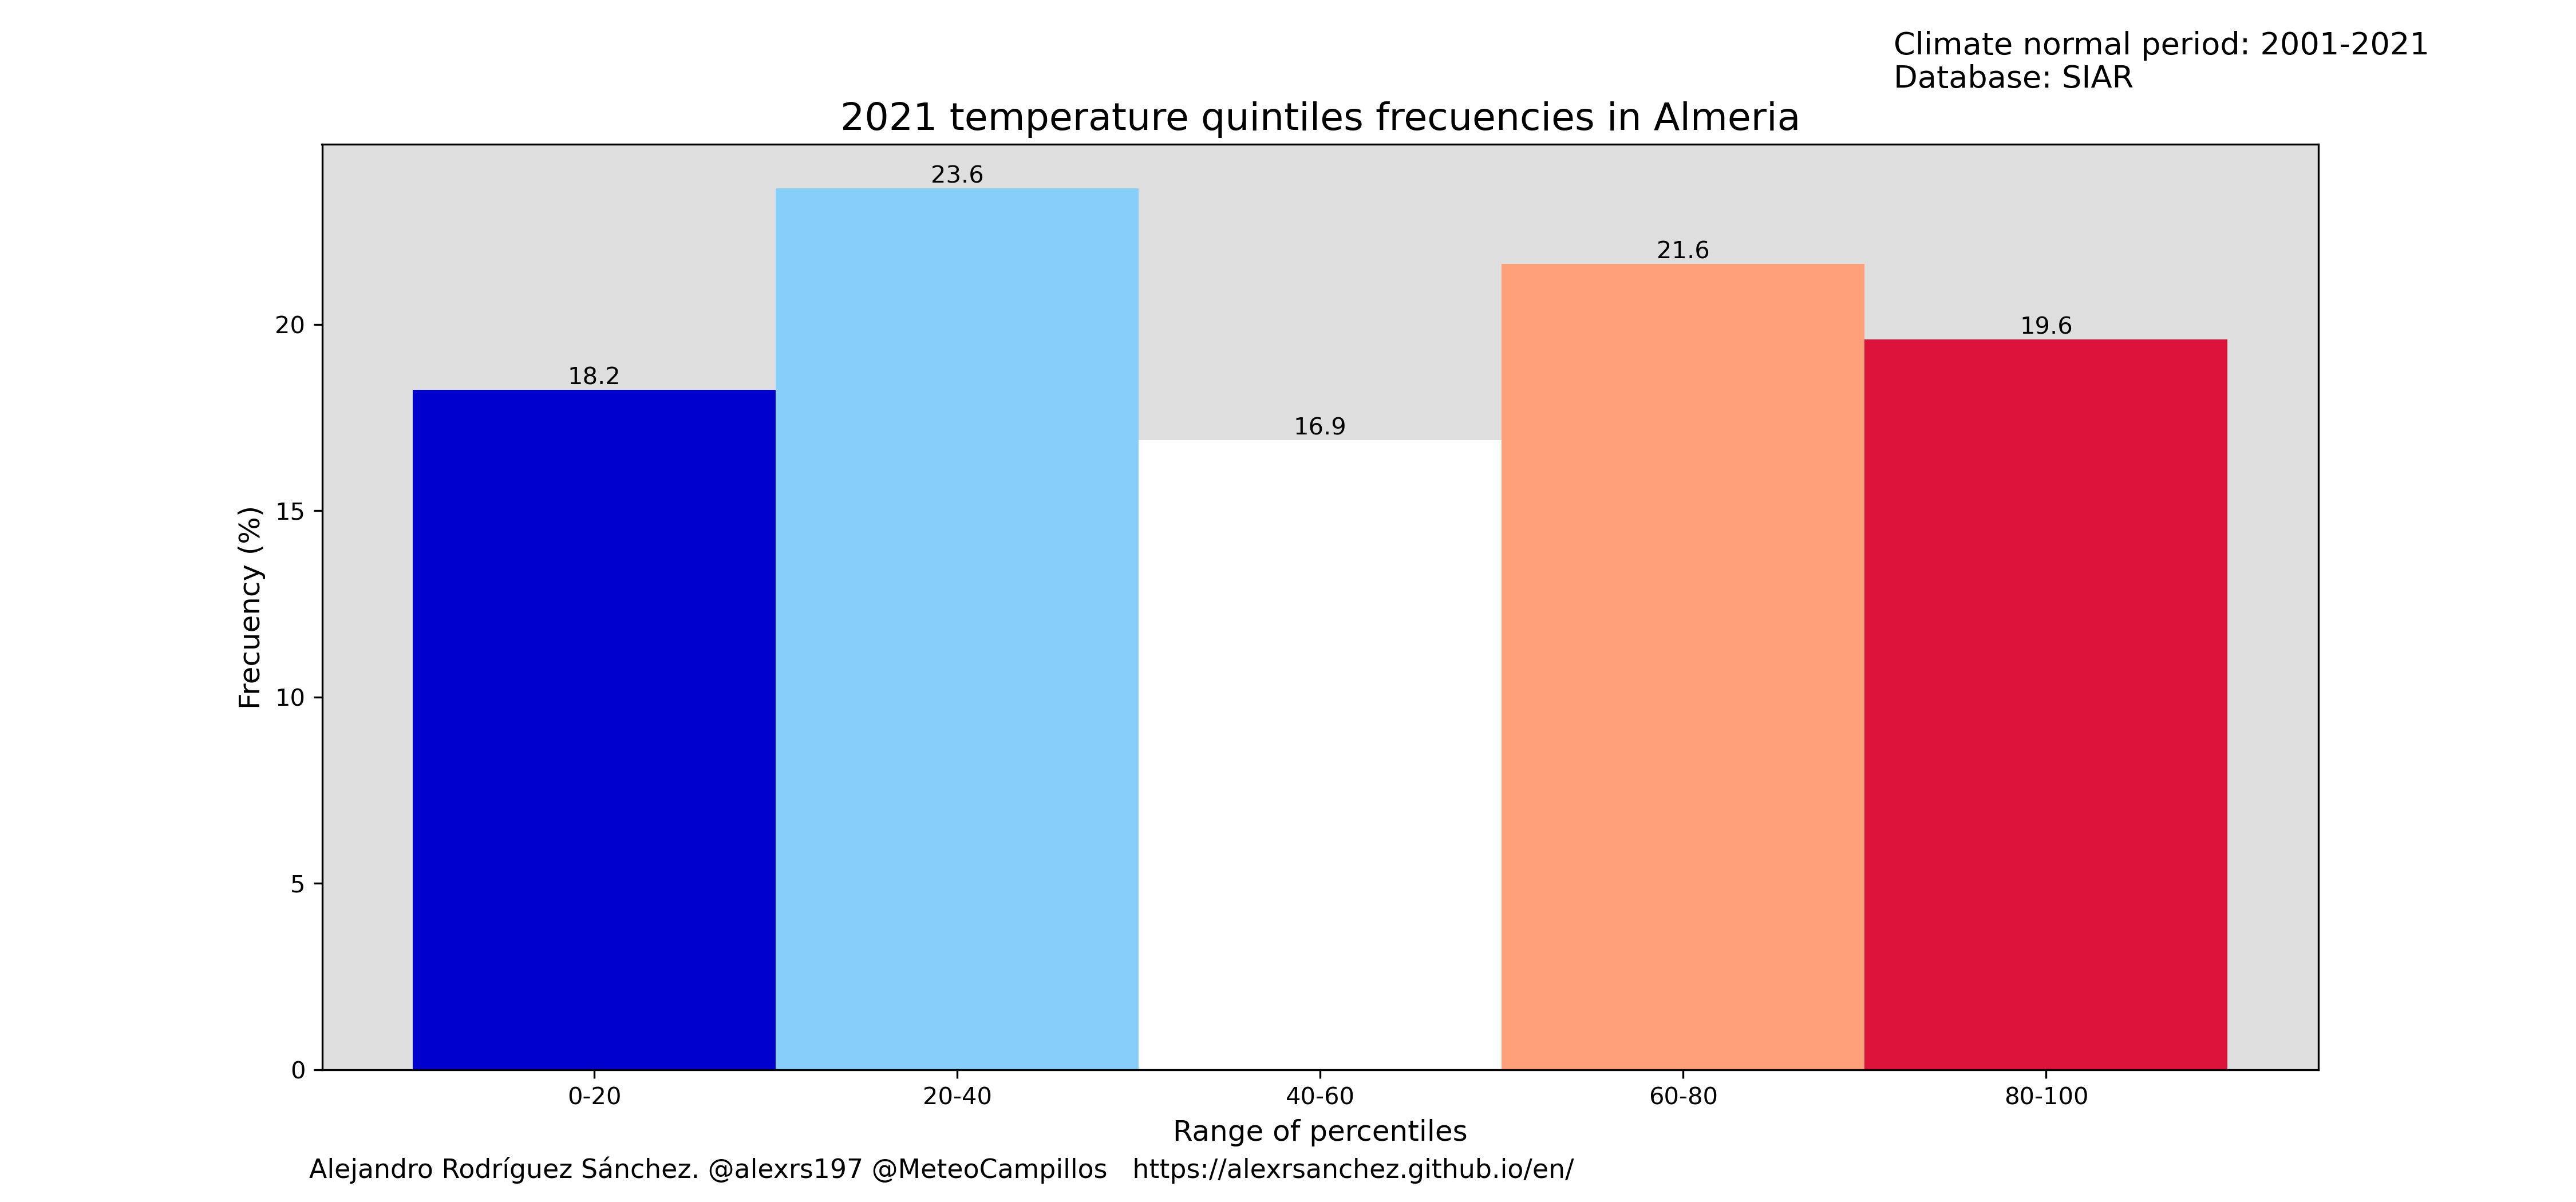 Climate normal period: 2001-2021
Database: SIAR
2021 temperature quintiles frecuencies in Almeria
23.6
21.6
19.6
18.2
16.9
Frecuency (%)
20
15
10
5
0
0-20 20-40 40-60 60-80 80-100
Range of percentiles
Alejandro Rodríguez Sánchez. @alexrs197 @MeteoCampillos https://alexrsanchez.github.io/en/